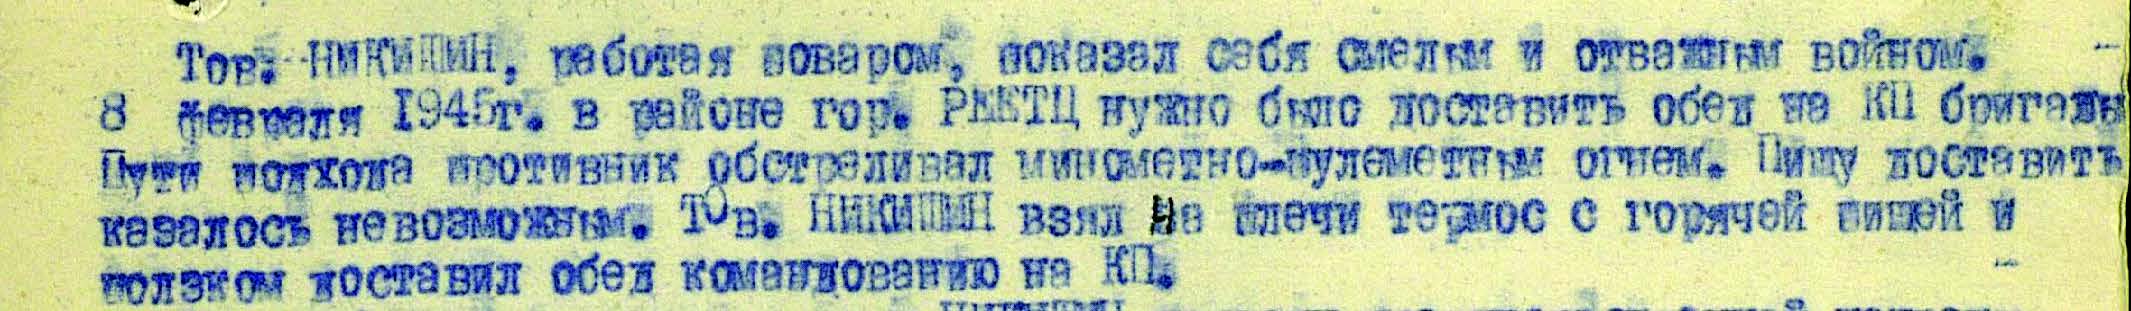 Тов. НИКИШИН, работая поваром, показал себя смелым и отважным войном.
8 февраля 1945г. в районе гор. РЕЕТЦ нужно было доставить обед на КП бригады
Пути подхода противник обстреливал минометно-пулеметным огнем. Пищу доставить
казалось невозможным. ТОв. НИКИШИН взял на плечи термос с горячей пищей и
ползком доставил обед командованию на КП.